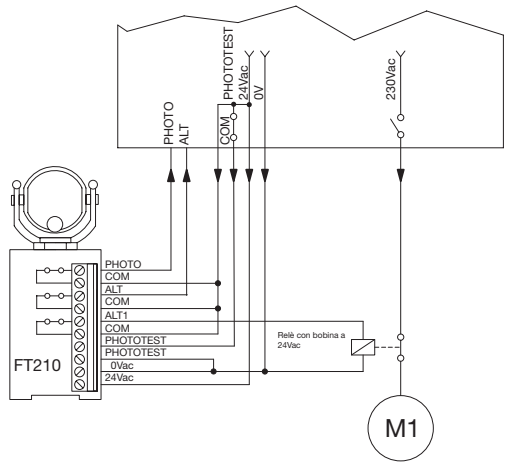 PHOTOTEST
24Vac
0V
230Vac
PHOTO
ALT
COM
PHOTO
COM
ALT
COM
ALT1
COM
PHOTOTEST
PHOTOTEST
0Vac
24Vac
FT210
Relè con bobina a
24Vac
M1